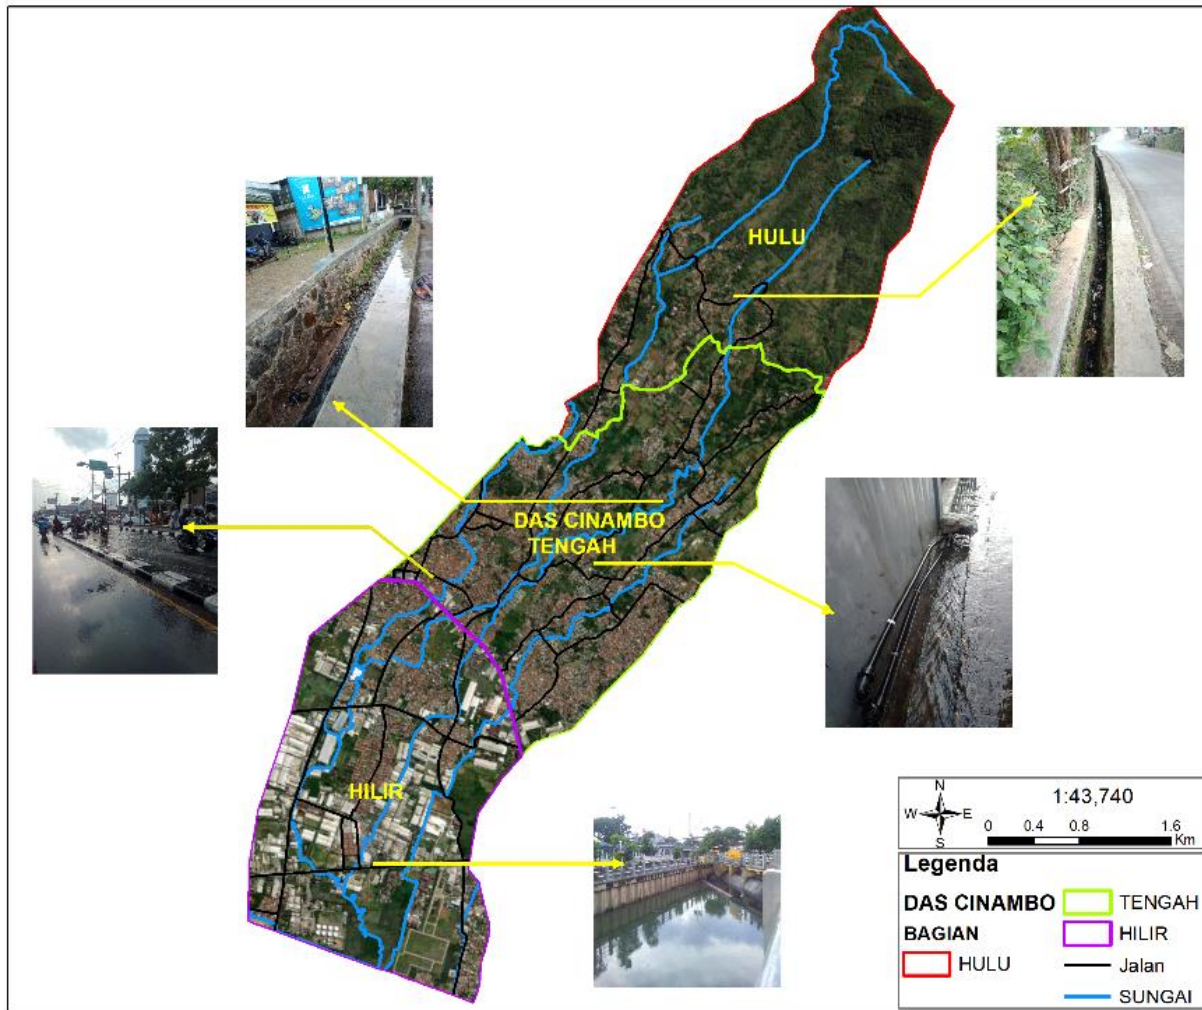 HULU
DAS CINAMBO
TENGAH
HILIR
N
W E
S
1:43,740
0 0.4 0.8 1.6
Km
Legenda
DAS CINAMBO
BAGIAN
HULU
TENGAH
HILIR
Jalan
SUNGAI